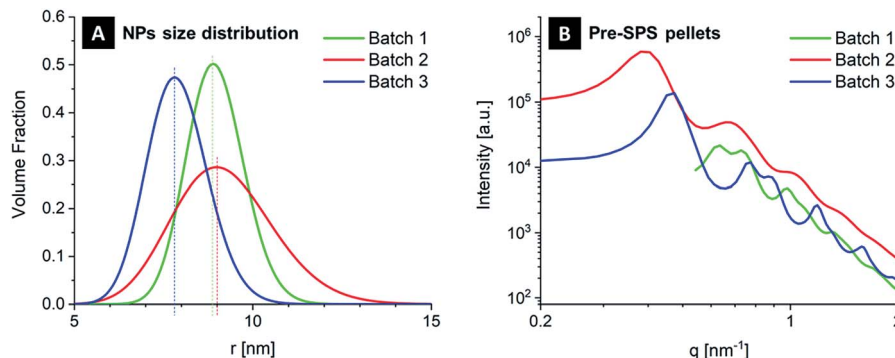 A NPs size distribution
Batch 1
Batch 2
Batch 3
Volume Fraction
0.6
0.5
0.4
0.3
0.2
0.1
0.0
5
10
15
r [nm]
B Pre-SPS pellets
Batch 1
Batch 2
Batch 3
Intensity [a.u.]
10⁶
10⁵
10⁴
10³
10²
0.2
1
2
q [nm⁻¹]